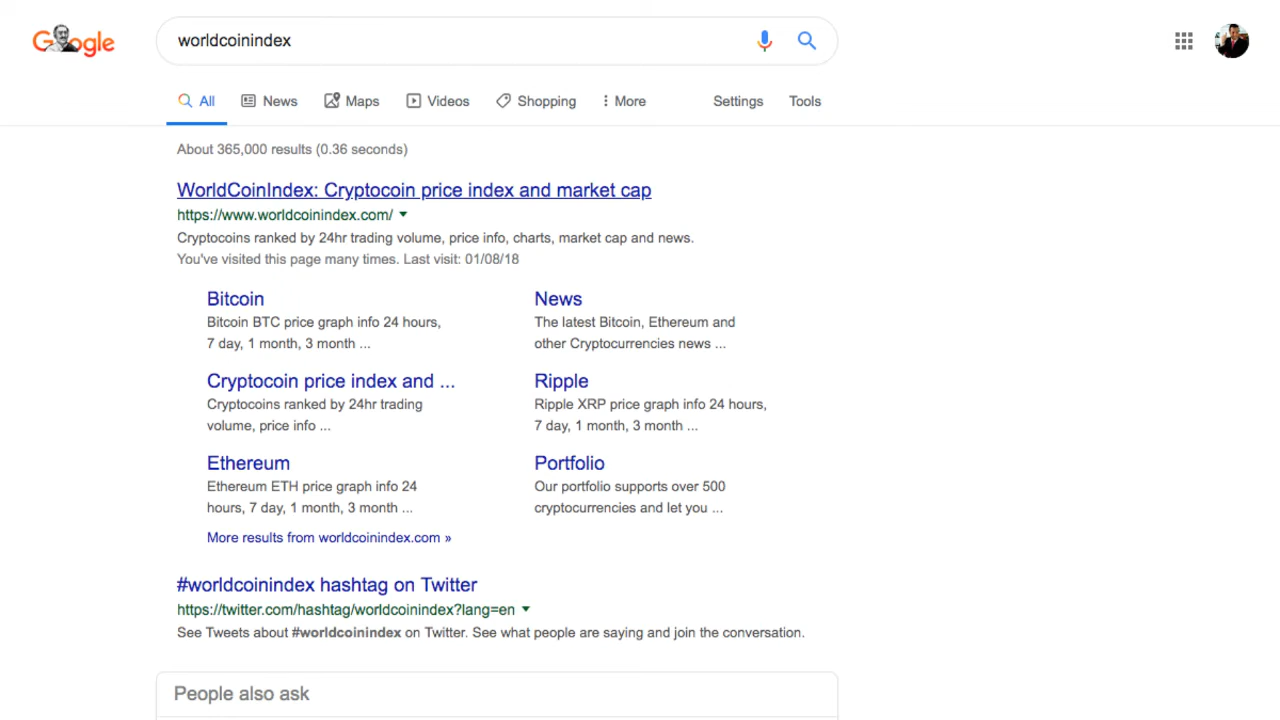 Google
worldcoinindex
All News Maps Videos Shopping More Settings Tools
About 365,000 results (0.36 seconds)
WorldCoinIndex: Cryptocoin price index and market cap
https://www.worldcoinindex.com/
Cryptocoins ranked by 24hr trading volume, price info, charts, market cap and news.
You've visited this page many times. Last visit: 01/08/18
Bitcoin
Bitcoin BTC price graph info 24 hours,
7 day, 1 month, 3 month ...
News
The latest Bitcoin, Ethereum and
other Cryptocurrencies news ...
Cryptocoin price index and ...
Cryptocoins ranked by 24hr trading
volume, price info ...
Ripple
Ripple XRP price graph info 24 hours,
7 day, 1 month, 3 month ...
Ethereum
Ethereum ETH price graph info 24
hours, 7 day, 1 month, 3 month ...
Portfolio
Our portfolio supports over 500
cryptocurrencies and let you ...
More results from worldcoinindex.com »
#worldcoinindex hashtag on Twitter
https://twitter.com/hashtag/worldcoinindex?lang=en
See Tweets about #worldcoinindex on Twitter. See what people are saying and join the conversation.
People also ask